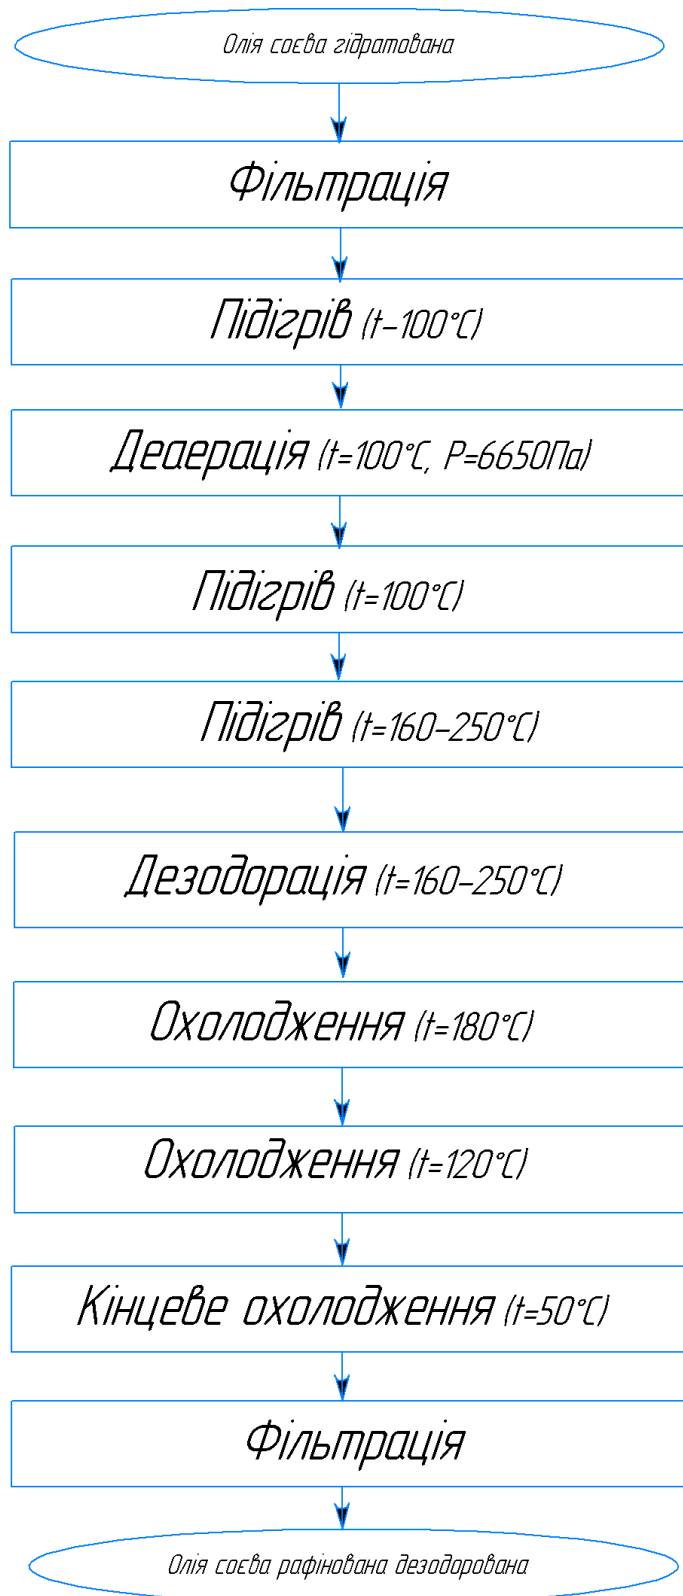 Олія соєва гідратована
Фільтрація
Підігрів (t-100°C)
Деаерація (t=100°C, P=6650Па)
Підігрів (t=100°C)
Підігрів (t=160-250°C)
Дезодорація (t=160-250°C)
Охолодження (t=180°C)
Охолодження (t=120°C)
Кінцеве охолодження (t=50°C)
Фільтрація
Олія соєва рафінована дезодорована